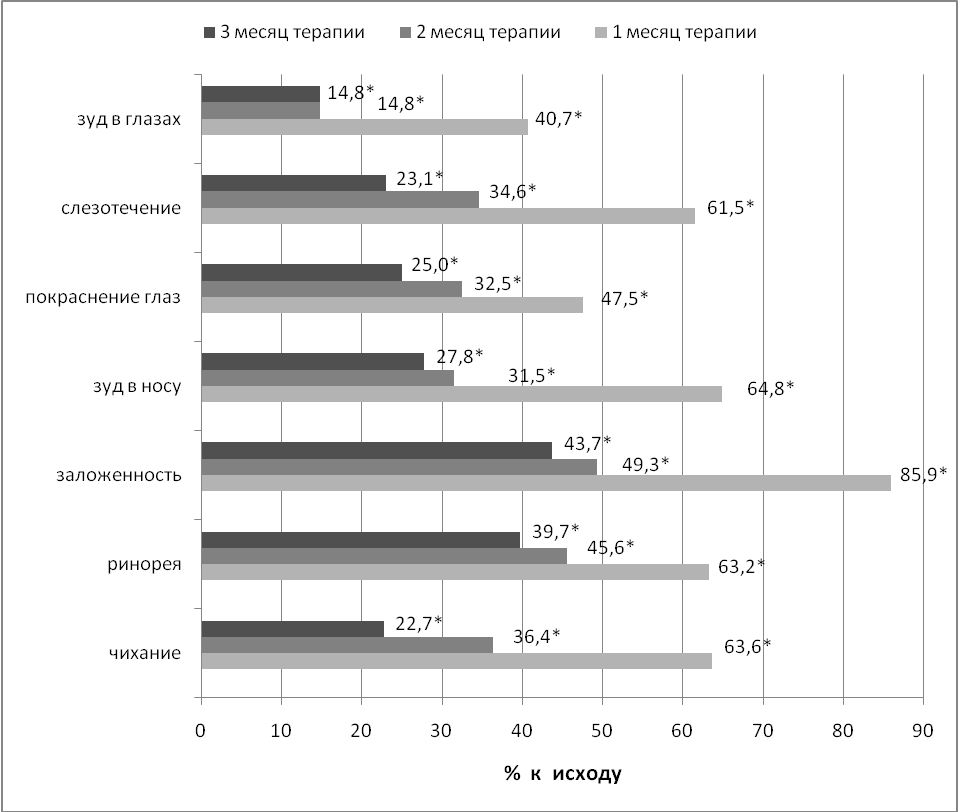 3 месяц терапии 2 месяц терапии 1 месяц терапии
14,8*
зуд в глазах 14,8*
40,7*
23,1*
слезотечение 34,6*
61,5*
25,0*
покраснение глаз 32,5*
47,5*
27,8*
зуд в носу 31,5*
64,8*
43,7*
заложенность 49,3*
85,9*
39,7*
ринорея 45,6*
63,2*
22,7*
чихание 36,4*
63,6*
0 10 20 30 40 50 60 70 80 90
% к исходу